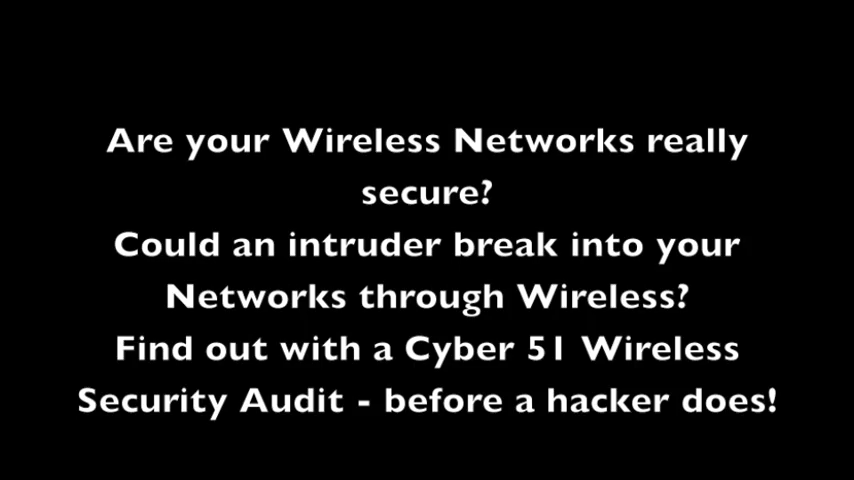 Are your Wireless Networks really
secure?
Could an intruder break into your
Networks through Wireless?
Find out with a Cyber 51 Wireless
Security Audit - before a hacker does!